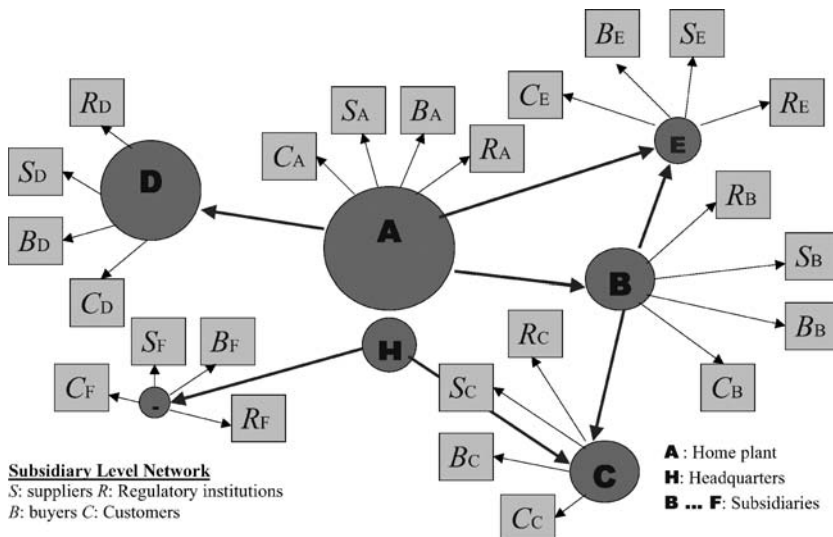 BE
SE
CE
RE
E
RD
SD
D
BD
CD
SA
BA
CA
RA
A
RB
SB
B
BB
CB
H
SF
BF
CF
-
RF
RC
SC
BC
C
CC
Subsidiary Level Network
S: suppliers R: Regulatory institutions
B: buyers C: Customers
A : Home plant
H : Headquarters
B ... F: Subsidiaries